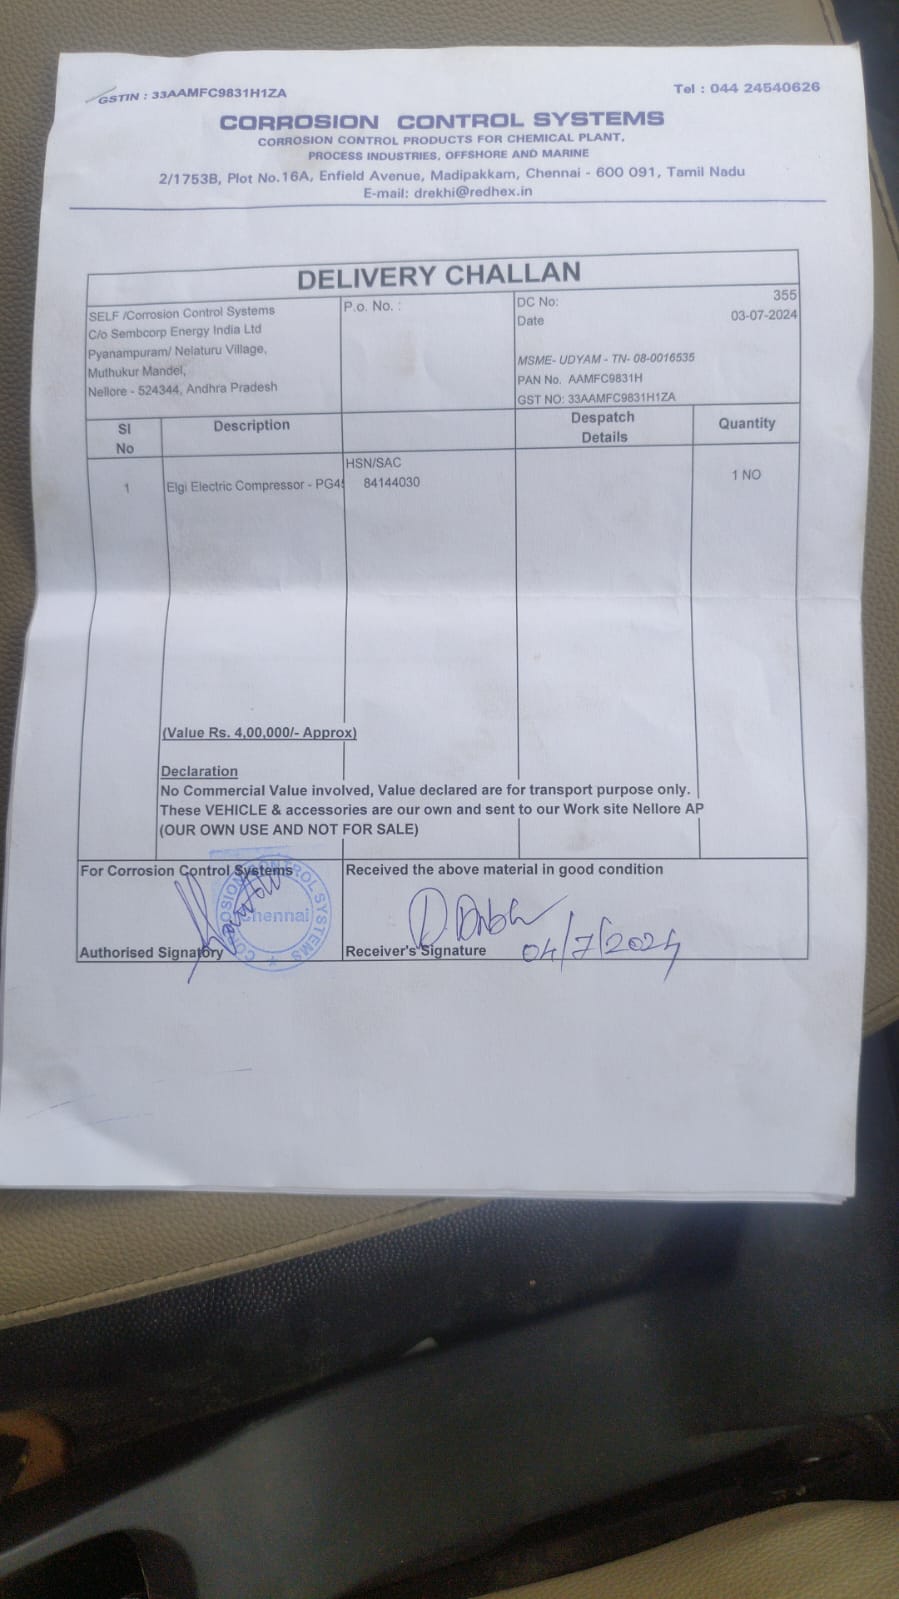 GSTIN : 33AAMFC9831H1ZA
Tel : 044 24540626
CORROSION CONTROL SYSTEMS
CORROSION CONTROL PRODUCTS FOR CHEMICAL PLANT,
PROCESS INDUSTRIES, OFFSHORE AND MARINE
2/1753B, Plot No.16A, Enfield Avenue, Madipakkam, Chennai - 600 091, Tamil Nadu
E-mail: drekhi@redhex.in
DELIVERY CHALLAN
SELF /Corrosion Control Systems
C/o Sembcorp Energy India Ltd
Pyanampuram/ Nelaturu Village,
Muthukur Mandel,
Nellore - 524344, Andhra Pradesh
P.o. No. :
DC No: 355
Date 03-07-2024
MSME- UDYAM - TN- 08-0016535
PAN No. AAMFC9831H
GST NO: 33AAMFC9831H1ZA
Sl No
Description
Despatch Details
Quantity
HSN/SAC
1 Elgi Electric Compressor - PG4 84144030 1 NO
(Value Rs. 4,00,000/- Approx)
Declaration
No Commercial Value involved, Value declared are for transport purpose only.
These VEHICLE & accessories are our own and sent to our Work site Nellore AP
(OUR OWN USE AND NOT FOR SALE)
For Corrosion Control Systems
CORROSION CONTROL SYSTEMS
Chennai
Authorised Signatory
Received the above material in good condition
Receiver's Signature
04/7/2024